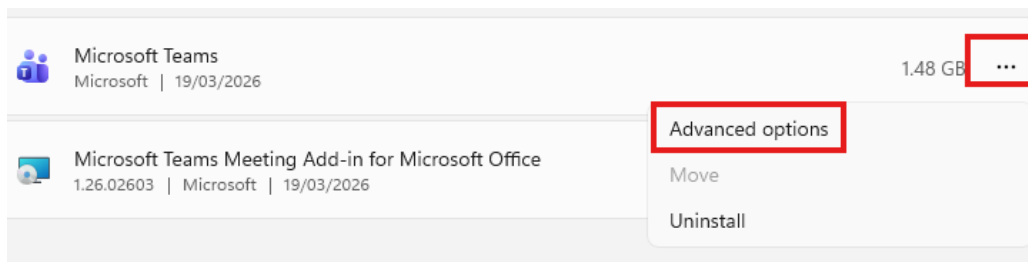 Microsoft Teams
Microsoft | 19/03/2026
1.48 GB
...
Advanced options
Move
Uninstall
Microsoft Teams Meeting Add-in for Microsoft Office
1.26.02603 | Microsoft | 19/03/2026